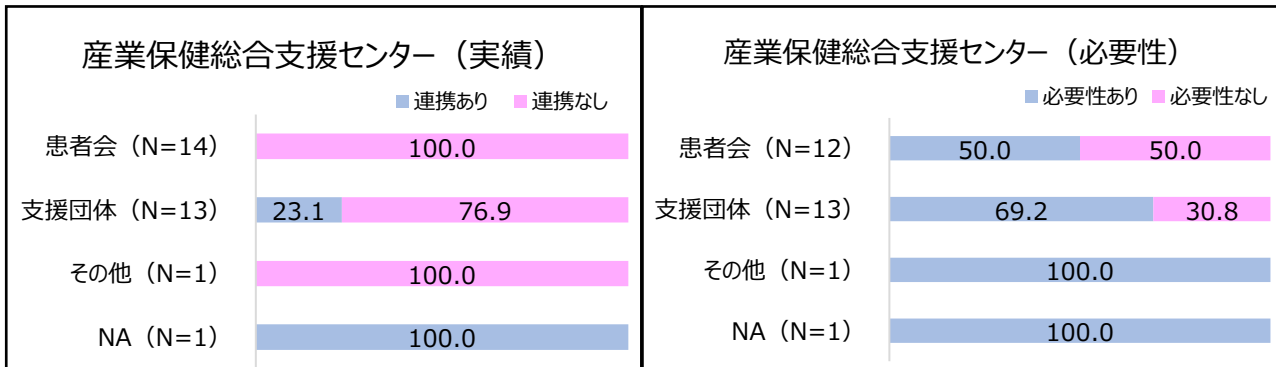 産業保健総合支援センター（実績）
連携あり 連携なし
患者会（N=14） 100.0
支援団体（N=13） 23.1 76.9
その他（N=1） 100.0
NA（N=1） 100.0
産業保健総合支援センター（必要性）
必要性あり 必要性なし
患者会（N=12） 50.0 50.0
支援団体（N=13） 69.2 30.8
その他（N=1） 100.0
NA（N=1） 100.0